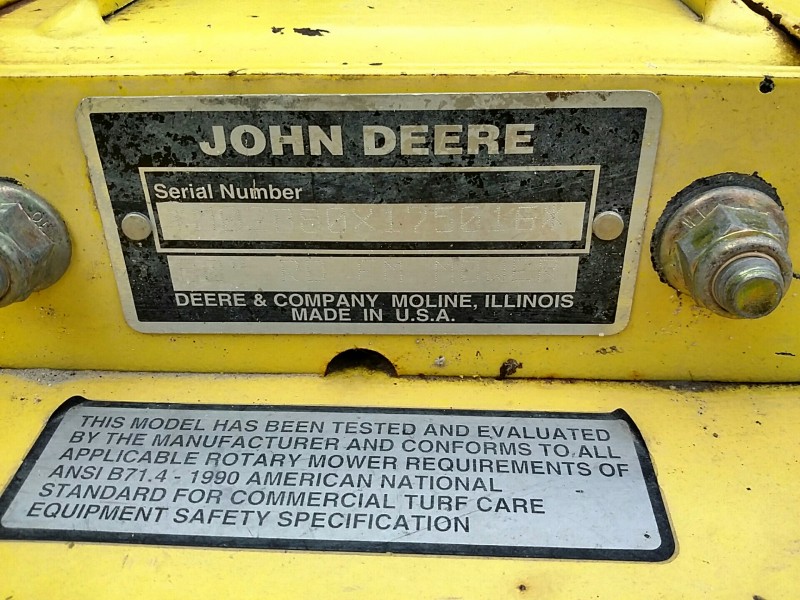 JOHN DEERE
Serial Number
DEERE & COMPANY MOLINE, ILLINOIS
MADE IN U.S.A.
THIS MODEL HAS BEEN TESTED AND EVALUATED
BY THE MANUFACTURER AND CONFORMS TO ALL
APPLICABLE ROTARY MOWER REQUIREMENTS OF
ANSI B71.4 - 1990 AMERICAN NATIONAL
STANDARD FOR COMMERCIAL TURF CARE
EQUIPMENT SAFETY SPECIFICATION